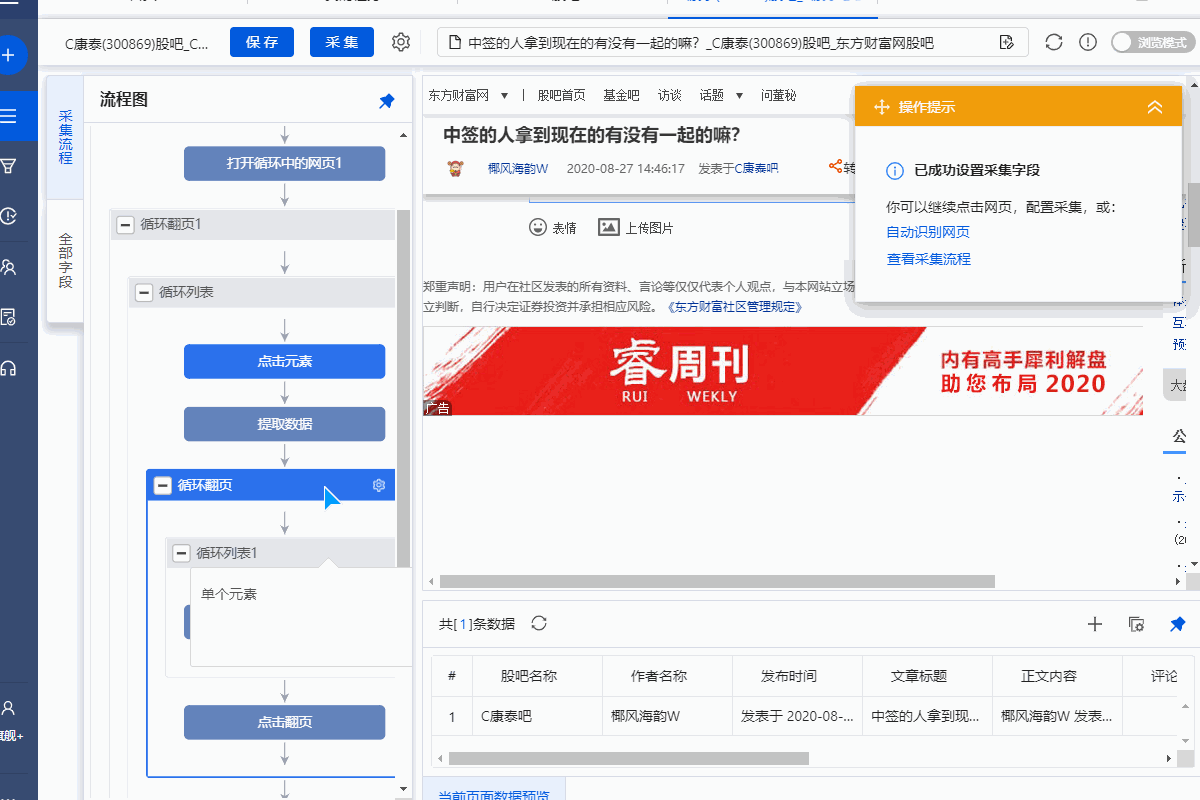 C康泰(300869)股吧_C...
保存
采集
中签的人拿到现在的有没有一起的嘛？_C康泰(300869)股吧_东方财富网股吧
浏览模式
采集流程
全部字段
流程图
打开循环中的网页1
循环翻页1
循环列表
点击元素
提取数据
循环翻页
循环列表1
单个元素
点击翻页
旗舰+
东方财富网 ▼ | 股吧首页 基金吧 访谈 话题 ▼ 问董秘
中签的人拿到现在的有没有一起的嘛？
椰风海韵W 2020-08-27 14:46:17 发表于C康泰吧
转
表情 上传图片
郑重声明：用户在社区发表的所有资料、言论等仅仅代表个人观点，与本网站立场
立判断，自行决定证券投资并承担相应风险。《东方财富社区管理规定》
睿周刊
RUI WEKLY
内有高手犀利解盘
助您布局2020
广告
操作提示
已成功设置采集字段
你可以继续点击网页，配置采集，或：
自动识别网页
查看采集流程
互
预
公
示
共[1]条数据
# 股吧名称 作者名称 发布时间 文章标题 正文内容 评论
1 C康泰吧 椰风海韵W 发表于 2020-08-... 中签的人拿到现... 椰风海韵W 发表...
当前页面数据预览